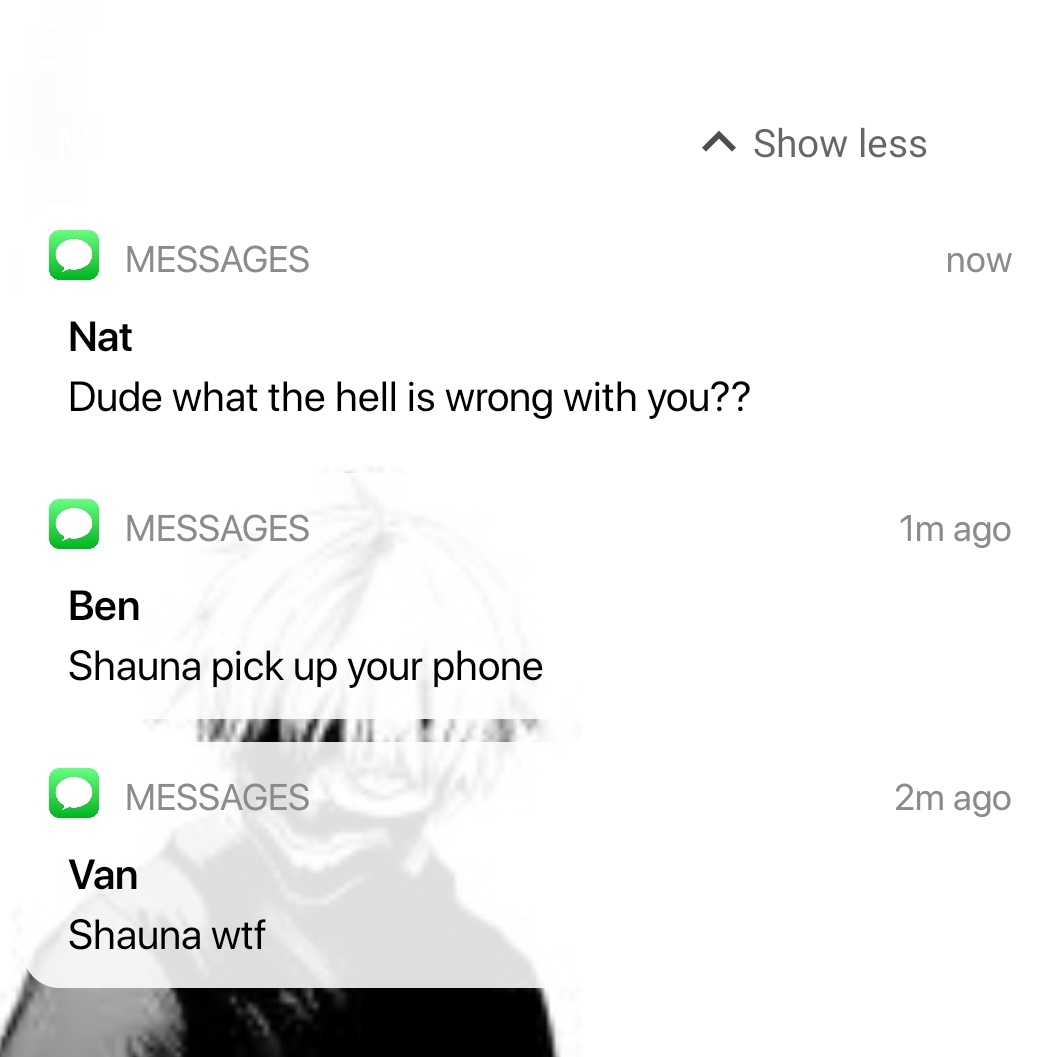 Show less
MESSAGES now
Nat
Dude what the hell is wrong with you??
MESSAGES 1m ago
Ben
Shauna pick up your phone
MESSAGES 2m ago
Van
Shauna wtf